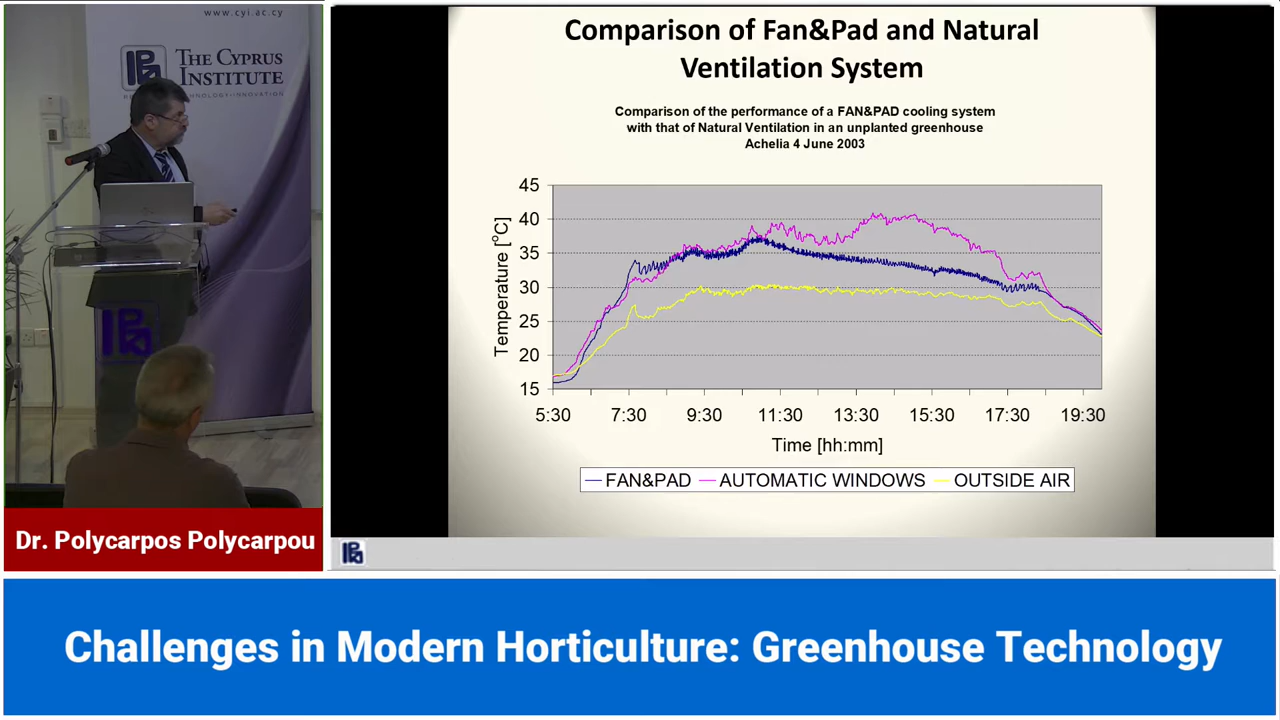 www.cyi.ac.cy
THE CYPRUS
INSTITUTE
Comparison of Fan&Pad and Natural
Ventilation System
Comparison of the performance of a FAN&PAD cooling system
with that of Natural Ventilation in an unplanted greenhouse
Achelia 4 June 2003
45
40
35
30
25
20
15
Temperature [°C]
5:30 7:30 9:30 11:30 13:30 15:30 17:30 19:30
Time [hh:mm]
FAN&PAD AUTOMATIC WINDOWS OUTSIDE AIR
Dr. Polycarpos Polycarpou
Challenges in Modern Horticulture: Greenhouse Technology